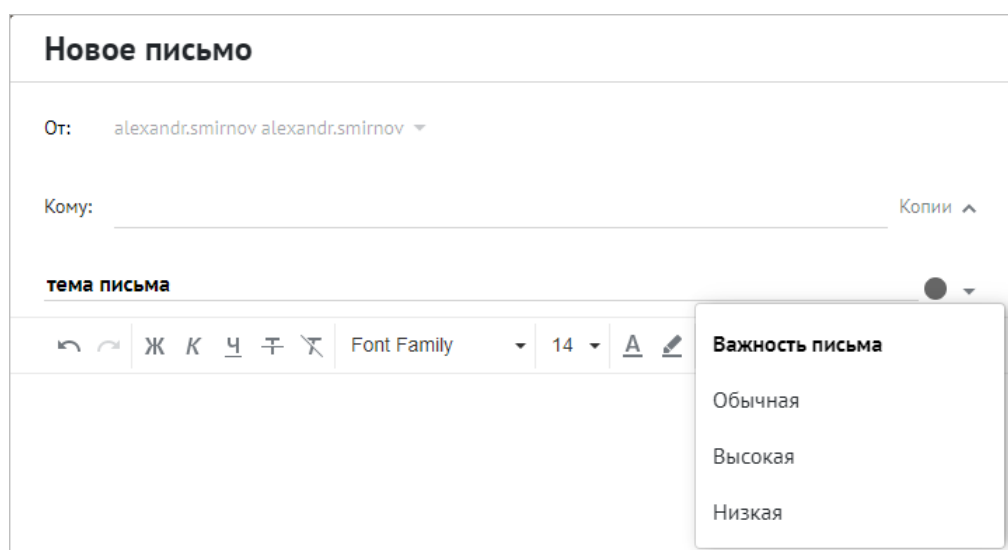 Новое письмо
От: alexandr.smirnov alexandr.smirnov
Кому: Копии
тема письма
Ж К Ч Т Т Font Family 14 А
Важность письма
Обычная
Высокая
Низкая